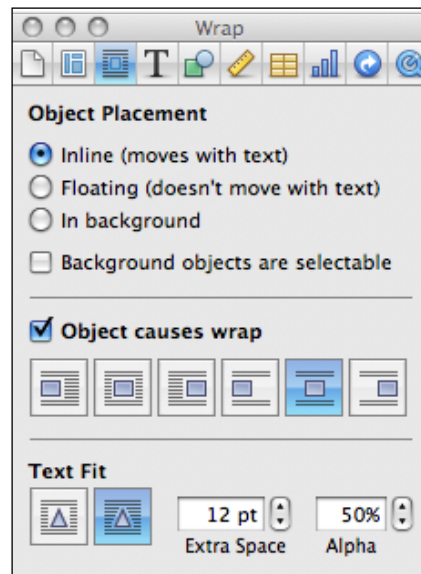 Wrap
T
Object Placement
Inline (moves with text)
Floating (doesn't move with text)
In background
Background objects are selectable
Object causes wrap
Text Fit
12 pt 50%
Extra Space Alpha